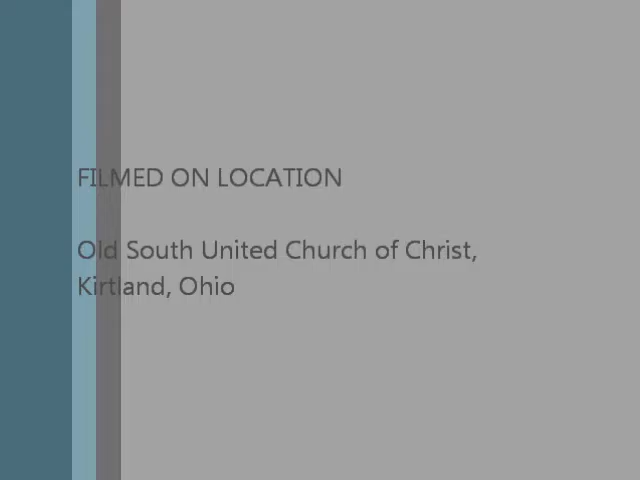 FILMED ON LOCATION
Old South United Church of Christ,
Kirtland, Ohio